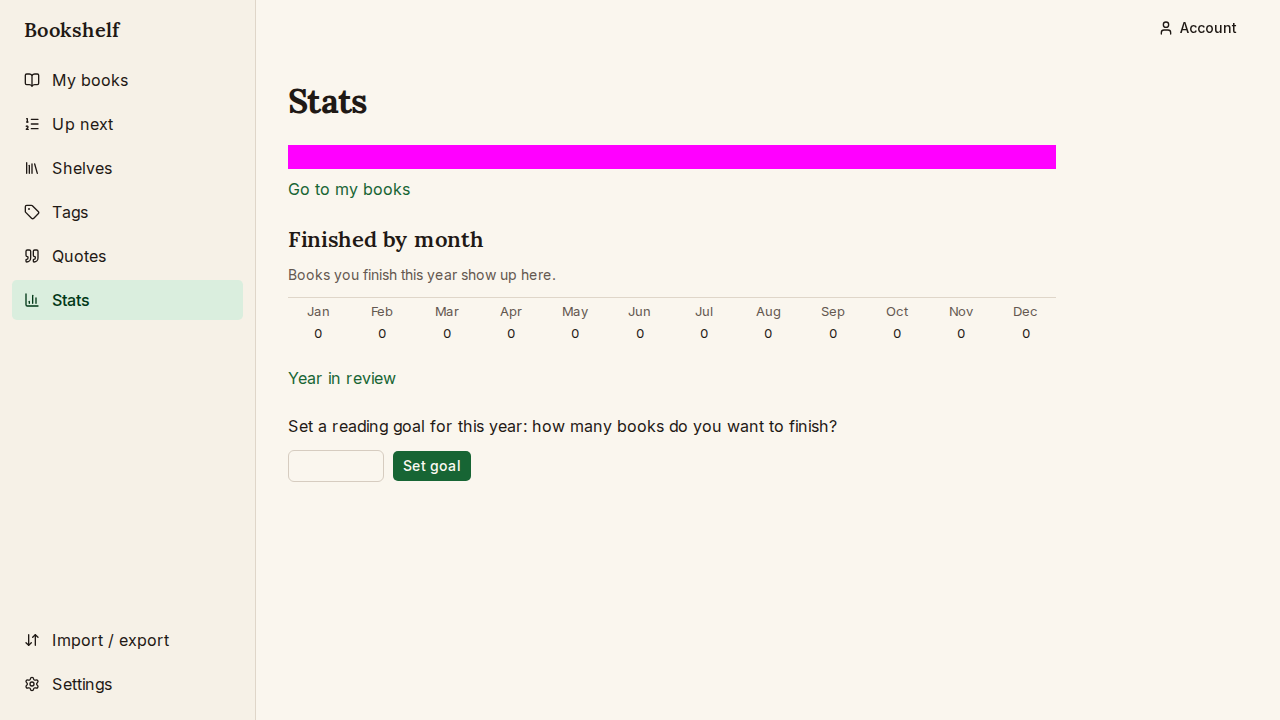 Bookshelf
My books
Up next
Shelves
Tags
Quotes
Stats
Import / export
Settings
Account
Stats
Go to my books
Finished by month
Books you finish this year show up here.
Jan Feb Mar Apr May Jun Jul Aug Sep Oct Nov Dec
0 0 0 0 0 0 0 0 0 0 0 0
Year in review
Set a reading goal for this year: how many books do you want to finish?
Set goal